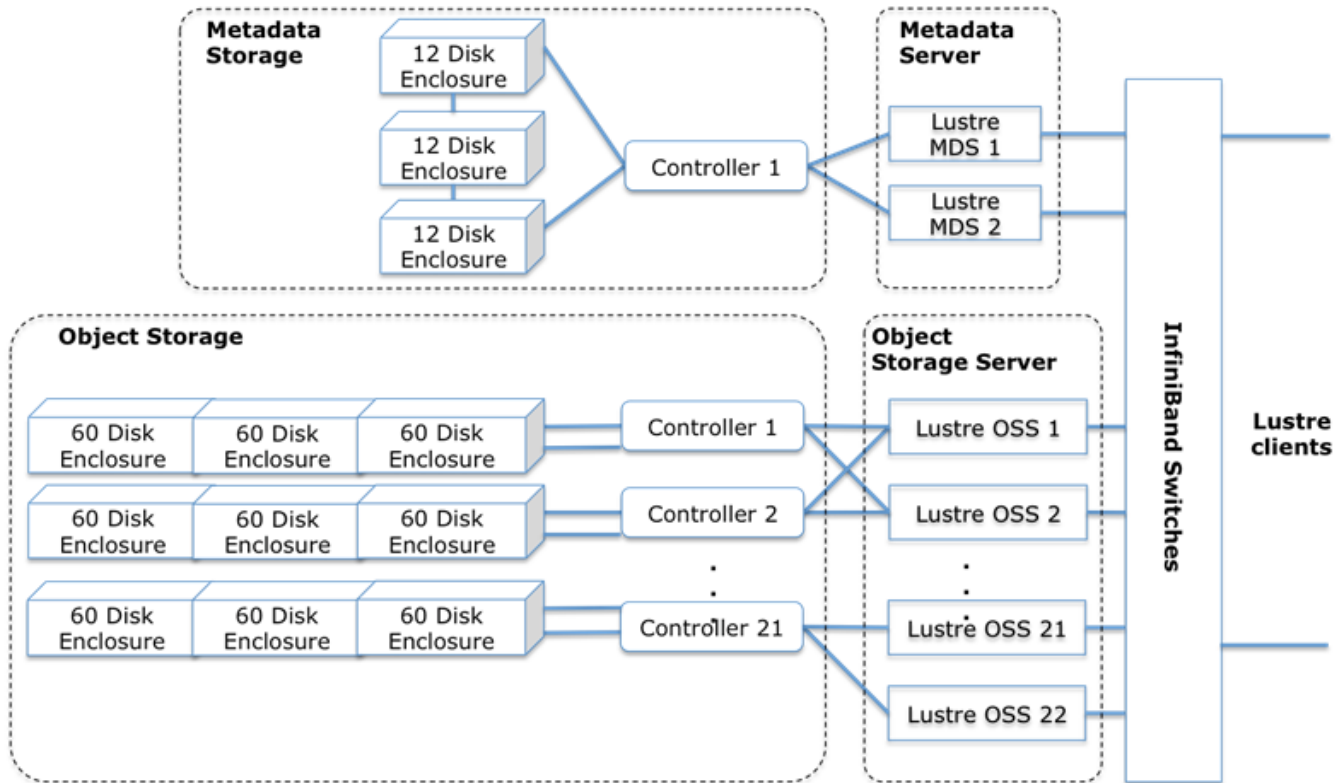 Metadata
Storage
12 Disk
Enclosure
12 Disk
Enclosure
12 Disk
Enclosure
Controller 1
Metadata
Server
Lustre
MDS 1
Lustre
MDS 2
Object Storage
60 Disk
Enclosure
60 Disk
Enclosure
60 Disk
Enclosure
Controller 1
60 Disk
Enclosure
60 Disk
Enclosure
60 Disk
Enclosure
Controller 2
60 Disk
Enclosure
60 Disk
Enclosure
60 Disk
Enclosure
Controller 21
Object
Storage Server
Lustre OSS 1
Lustre OSS 2
Lustre OSS 21
Lustre OSS 22
InfiniBand Switches
Lustre
clients